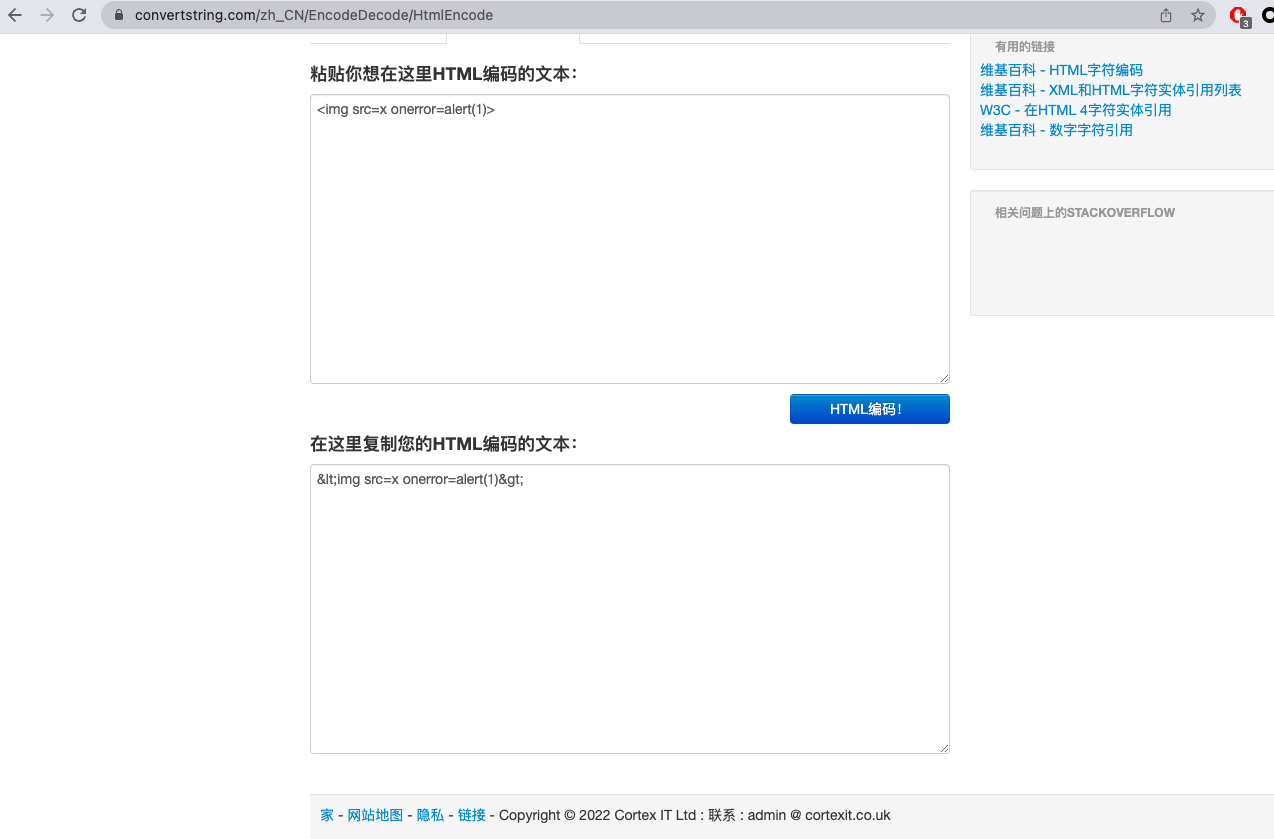 convertstring.com/zh_CN/EncodeDecode/HtmlEncode
3
粘贴你想在这里HTML编码的文本：
<img src=x onerror=alert(1)>
HTML编码！
在这里复制您的HTML编码的文本：
&lt;img src=x onerror=alert(1)&gt;
有用的链接
维基百科 - HTML字符编码
维基百科 - XML和HTML字符实体引用列表
W3C - 在HTML 4字符实体引用
维基百科 - 数字字符引用
相关问题上的STACKOVERFLOW
家 - 网站地图 - 隐私 - 链接 - Copyright © 2022 Cortex IT Ltd : 联系 : admin @ cortexit.co.uk